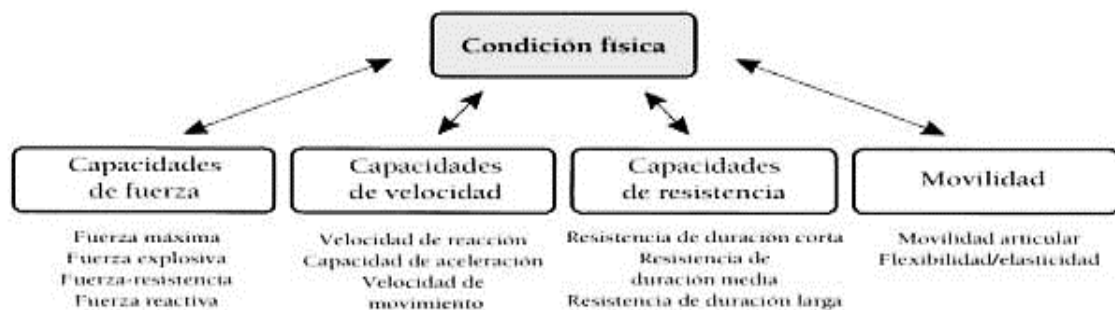 Condición física
Capacidades
de fuerza
Fuerza máxima
Fuerza explosiva
Fuerza-resistencia
Fuerza reactiva
Capacidades
de velocidad
Velocidad de reacción
Capacidad de aceleración
Velocidad de
movimiento
Capacidades
de resistencia
Resistencia de duración corta
Resistencia de
duración media
Resistencia de duración larga
Movilidad
Movilidad articular
Flexibilidad/elasticidad